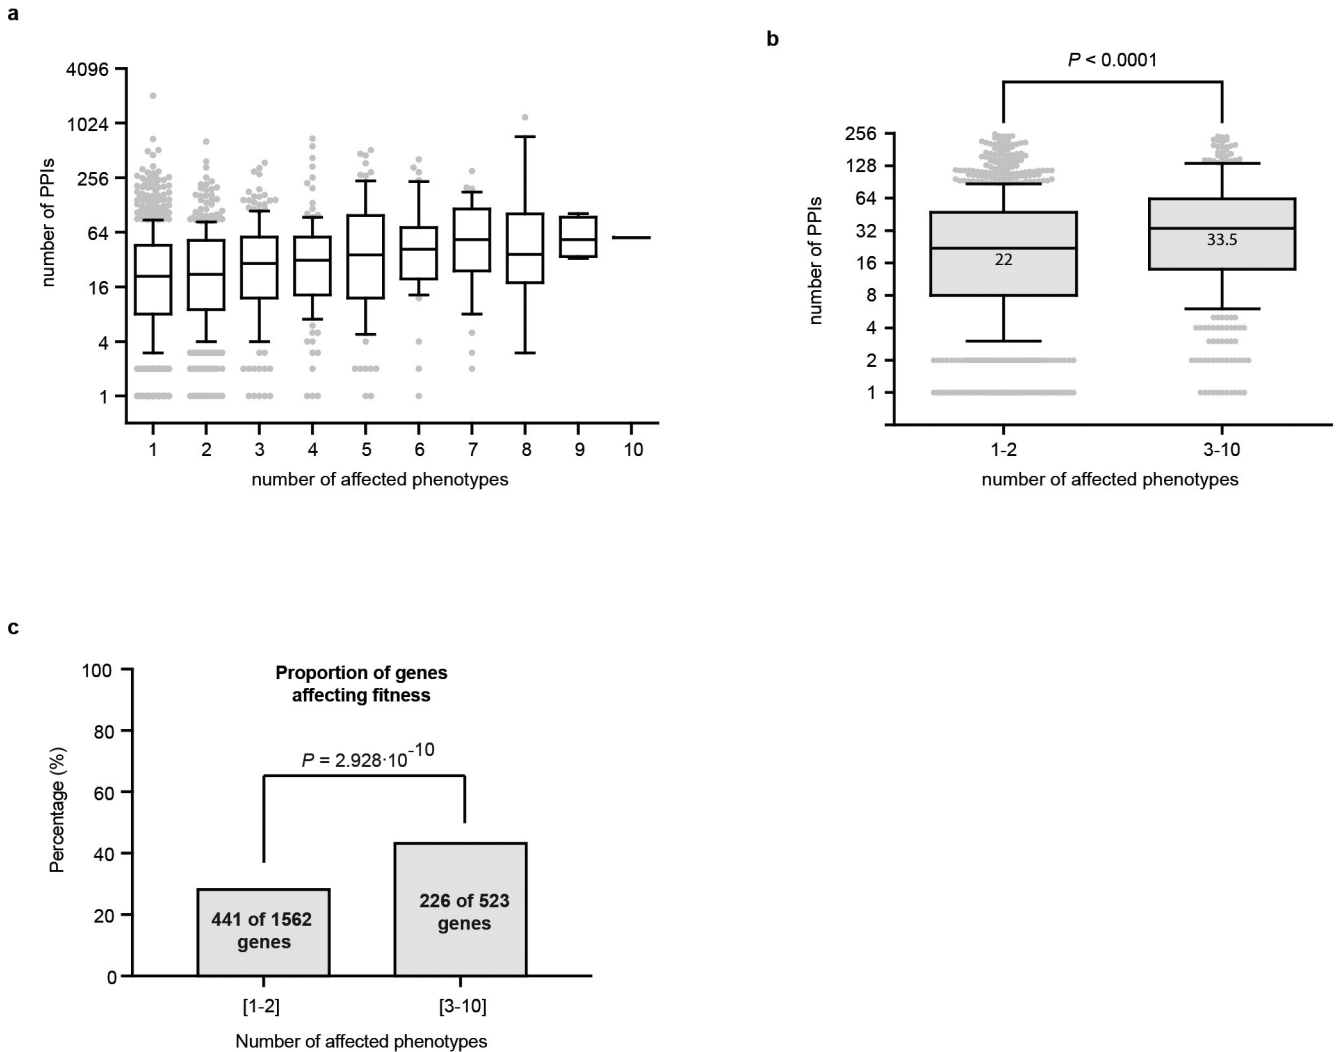 a
4096
1024
256
64
16
4
1
number of PPIs
1 2 3 4 5 6 7 8 9 10
number of affected phenotypes
b
P < 0.0001
256
128
64
32
16
8
4
2
1
number of PPIs
22
33.5
1-2 3-10
number of affected phenotypes
c
Proportion of genes
affecting fitness
P = 2.928·10-10
100
80
60
40
20
0
Percentage (%)
441 of 1562
genes
226 of 523
genes
[1-2] [3-10]
Number of affected phenotypes